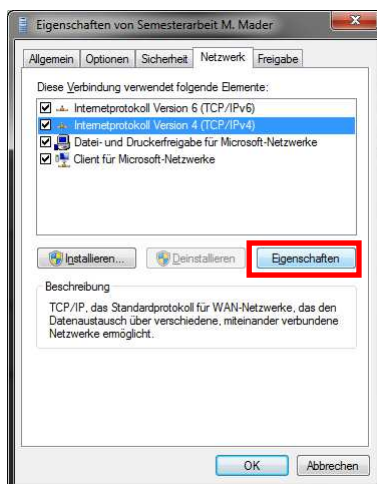 Eigenschaften von Semesterarbeit M. Mader
Allgemein Optionen Sicherheit Netzwerk Freigabe
Diese Verbindung verwendet folgende Elemente:
Internetprotokoll Version 6 (TCP/IPv6)
Internetprotokoll Version 4 (TCP/IPv4)
Datei- und Druckerfreigabe für Microsoft-Netzwerke
Client für Microsoft-Netzwerke
Installieren... Deinstallieren Eigenschaften
Beschreibung
TCP/IP, das Standardprotokoll für WAN-Netzwerke, das den
Datenaustausch über verschiedene, miteinander verbundene
Netzwerke ermöglicht.
OK Abbrechen